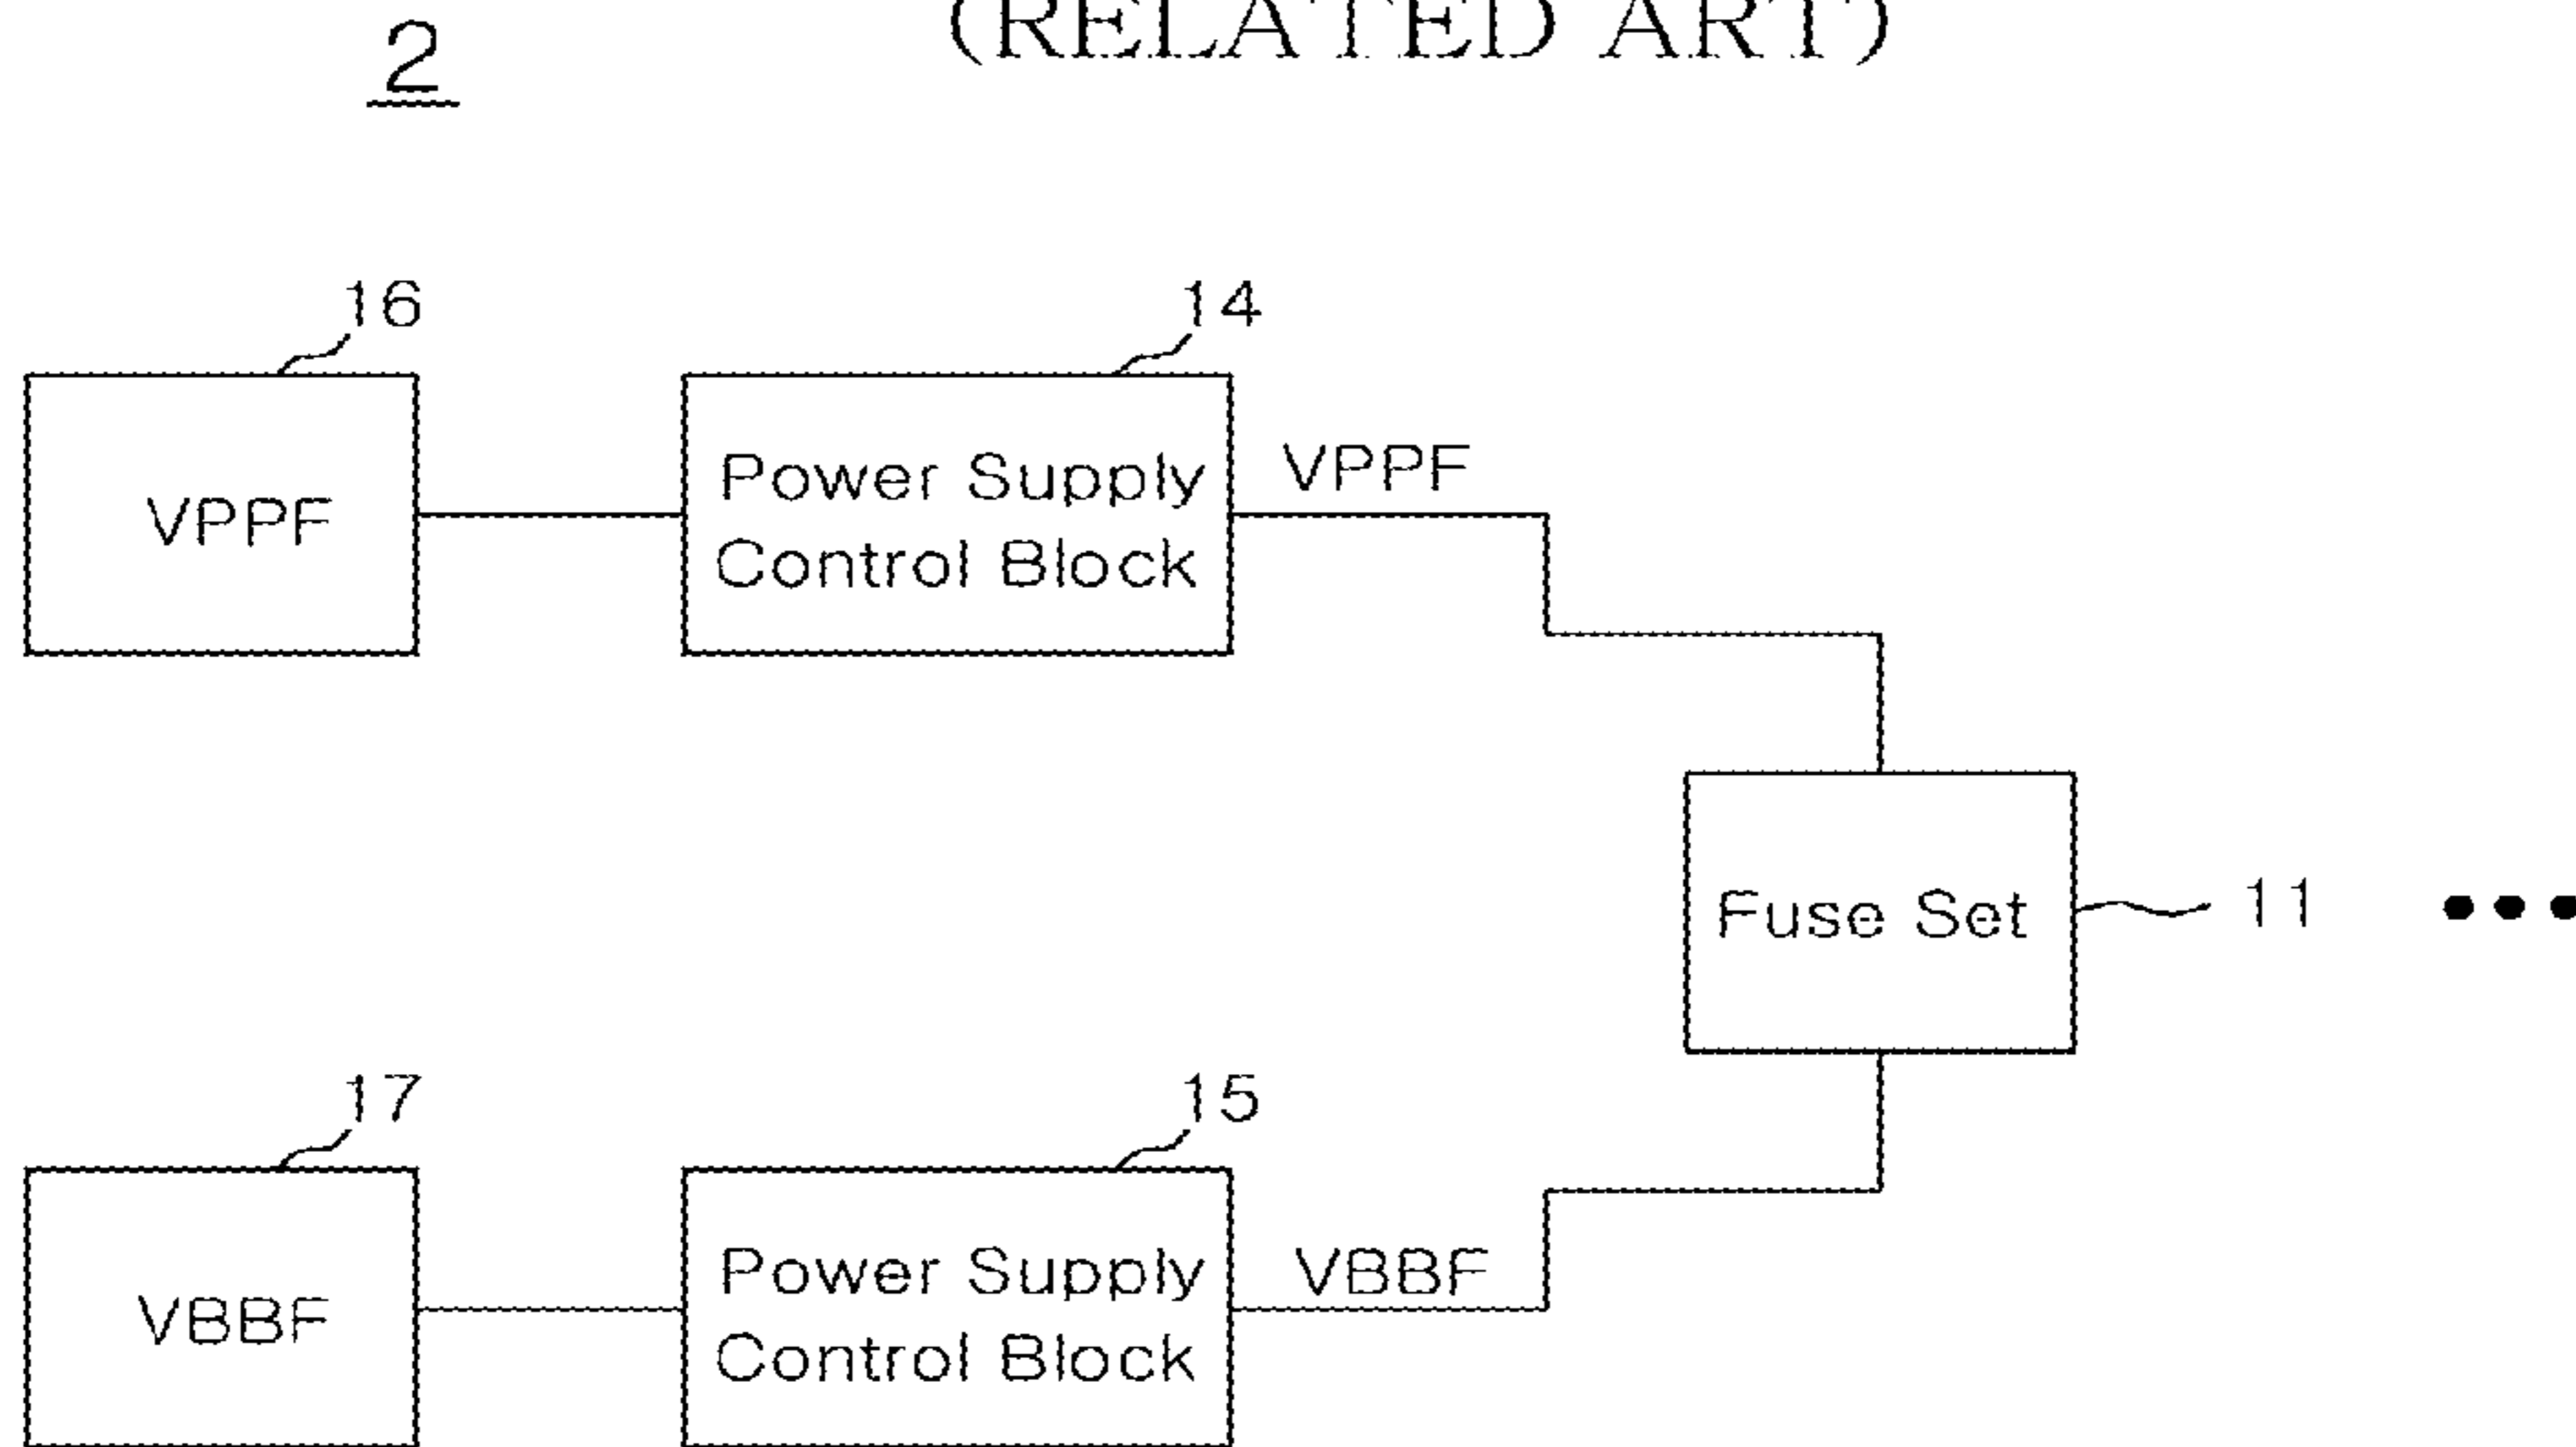 (RELATED ART)
2
16
14
VPPF
Power Supply
Control Block
VPPF
Fuse Set
11
17
15
VBBF
Power Supply
Control Block
VBBF